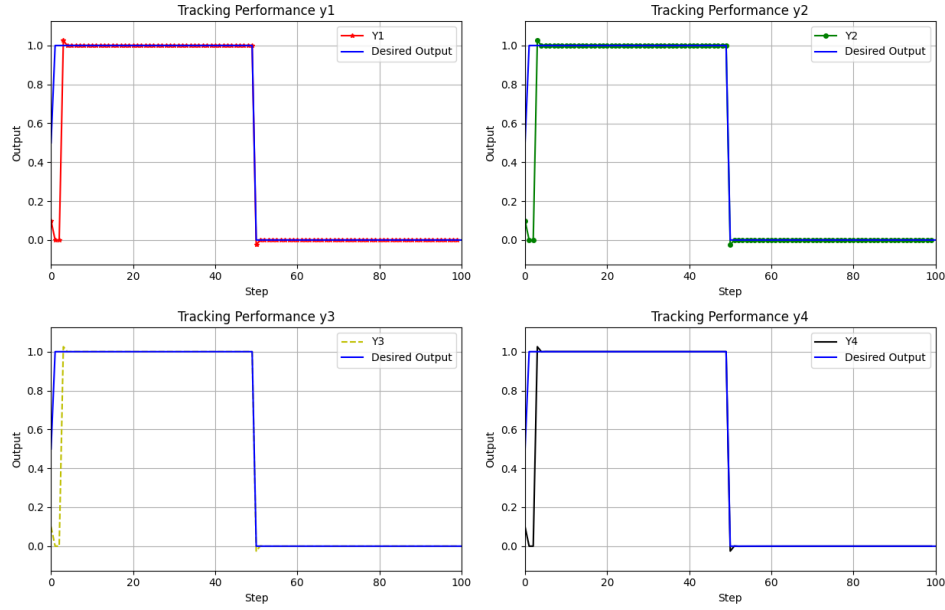 Tracking Performance y1
Y1
Desired Output
Output
1.0
0.8
0.6
0.4
0.2
0.0
0
20
40
60
80
100
Step
Tracking Performance y2
Y2
Desired Output
Output
1.0
0.8
0.6
0.4
0.2
0.0
0
20
40
60
80
100
Step
Tracking Performance y3
Y3
Desired Output
Output
1.0
0.8
0.6
0.4
0.2
0.0
0
20
40
60
80
100
Step
Tracking Performance y4
Y4
Desired Output
Output
1.0
0.8
0.6
0.4
0.2
0.0
0
20
40
60
80
100
Step